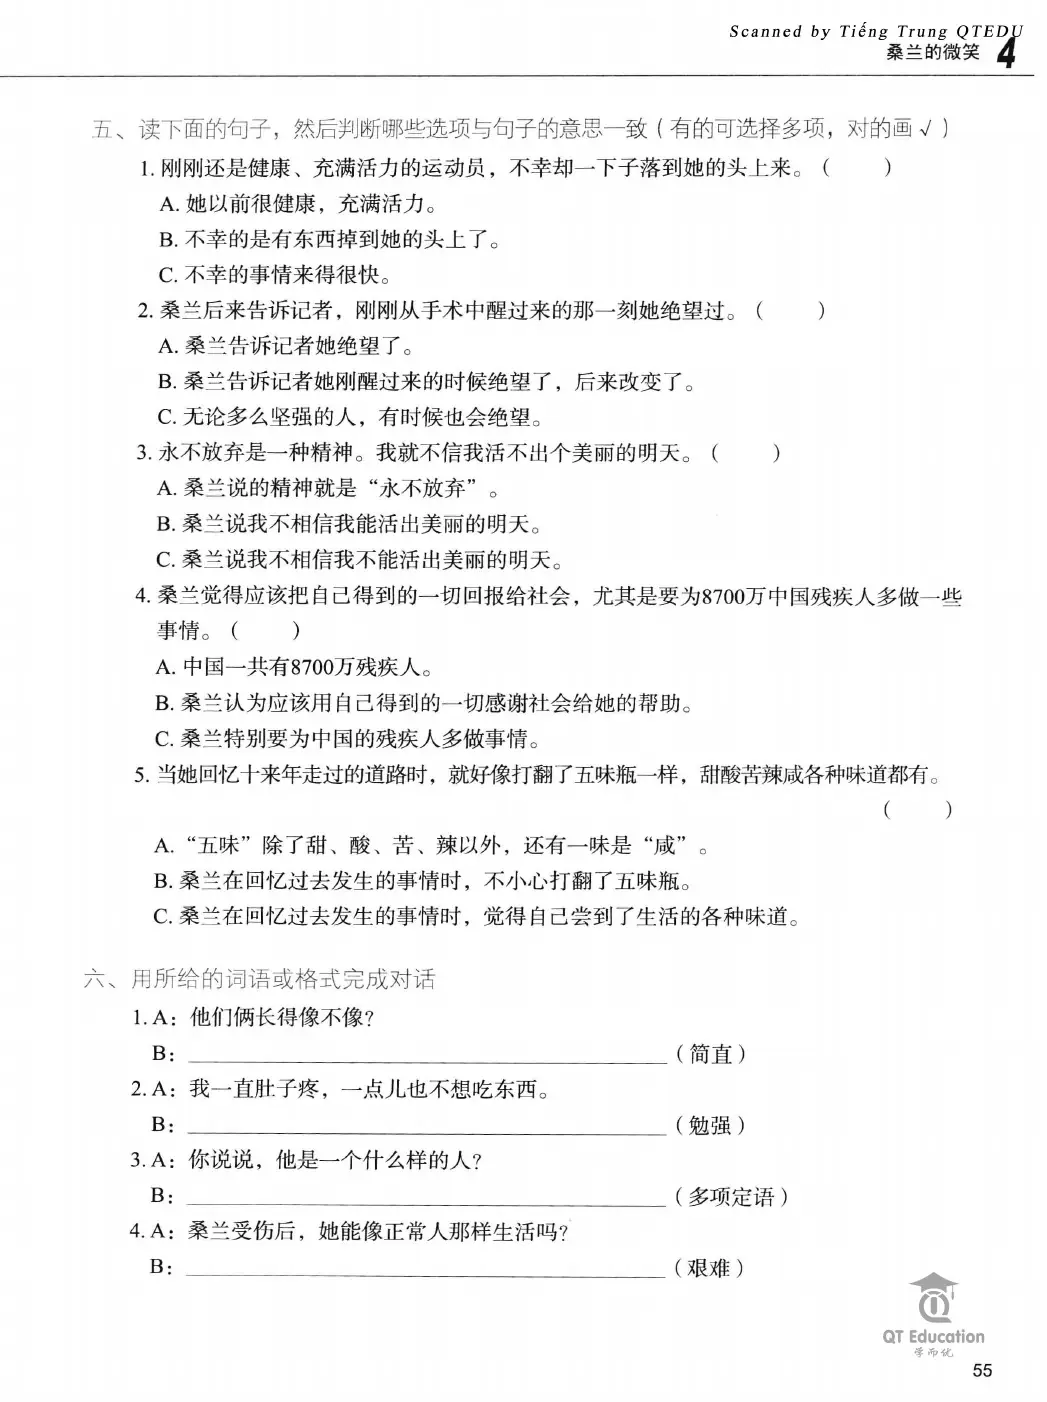 Scanned by Tiếng Trung QTEDU
桑兰的微笑 4
五、读下面的句子，然后判断哪些选项与句子的意思一致（有的可选择多项，对的画√）
1. 刚刚还是健康、充满活力的运动员，不幸却一下子落到她的头上来。（  ）
A. 她以前很健康，充满活力。
B. 不幸的是有东西掉到她的头上了。
C. 不幸的事情来得很快。
2. 桑兰后来告诉记者，刚刚从手术中醒过来的那一刻她绝望过。（  ）
A. 桑兰告诉记者她绝望了。
B. 桑兰告诉记者她刚醒过来的时候绝望了，后来改变了。
C. 无论多么坚强的人，有时候也会绝望。
3. 永不放弃是一种精神。我就不信我活不出个美丽的明天。（  ）
A. 桑兰说的精神就是“永不放弃”。
B. 桑兰说我不相信我能活出美丽的明天。
C. 桑兰说我不相信我不能活出美丽的明天。
4. 桑兰觉得应该把自己得到的一切回报给社会，尤其是要为8700万中国残疾人多做一些
事情。（  ）
A. 中国一共有8700万残疾人。
B. 桑兰认为应该用自己得到的一切感谢社会给她的帮助。
C. 桑兰特别要为中国的残疾人多做事情。
5. 当她回忆十来年走过的道路时，就好像打翻了五味瓶一样，甜酸苦辣咸各种味道都有。
（  ）
A. “五味”除了甜、酸、苦、辣以外，还有一味是“咸”。
B. 桑兰在回忆过去发生的事情时，不小心打翻了五味瓶。
C. 桑兰在回忆过去发生的事情时，觉得自己尝到了生活的各种味道。
六、用所给的词语或格式完成对话
1. A：他们俩长得像不像？
B：____________________（简直）
2. A：我一直肚子疼，一点儿也不想吃东西。
B：____________________（勉强）
3. A：你说说，他是一个什么样的人？
B：____________________（多项定语）
4. A：桑兰受伤后，她能像正常人那样生活吗？
B：____________________（艰难）
QT Education
学而优
55